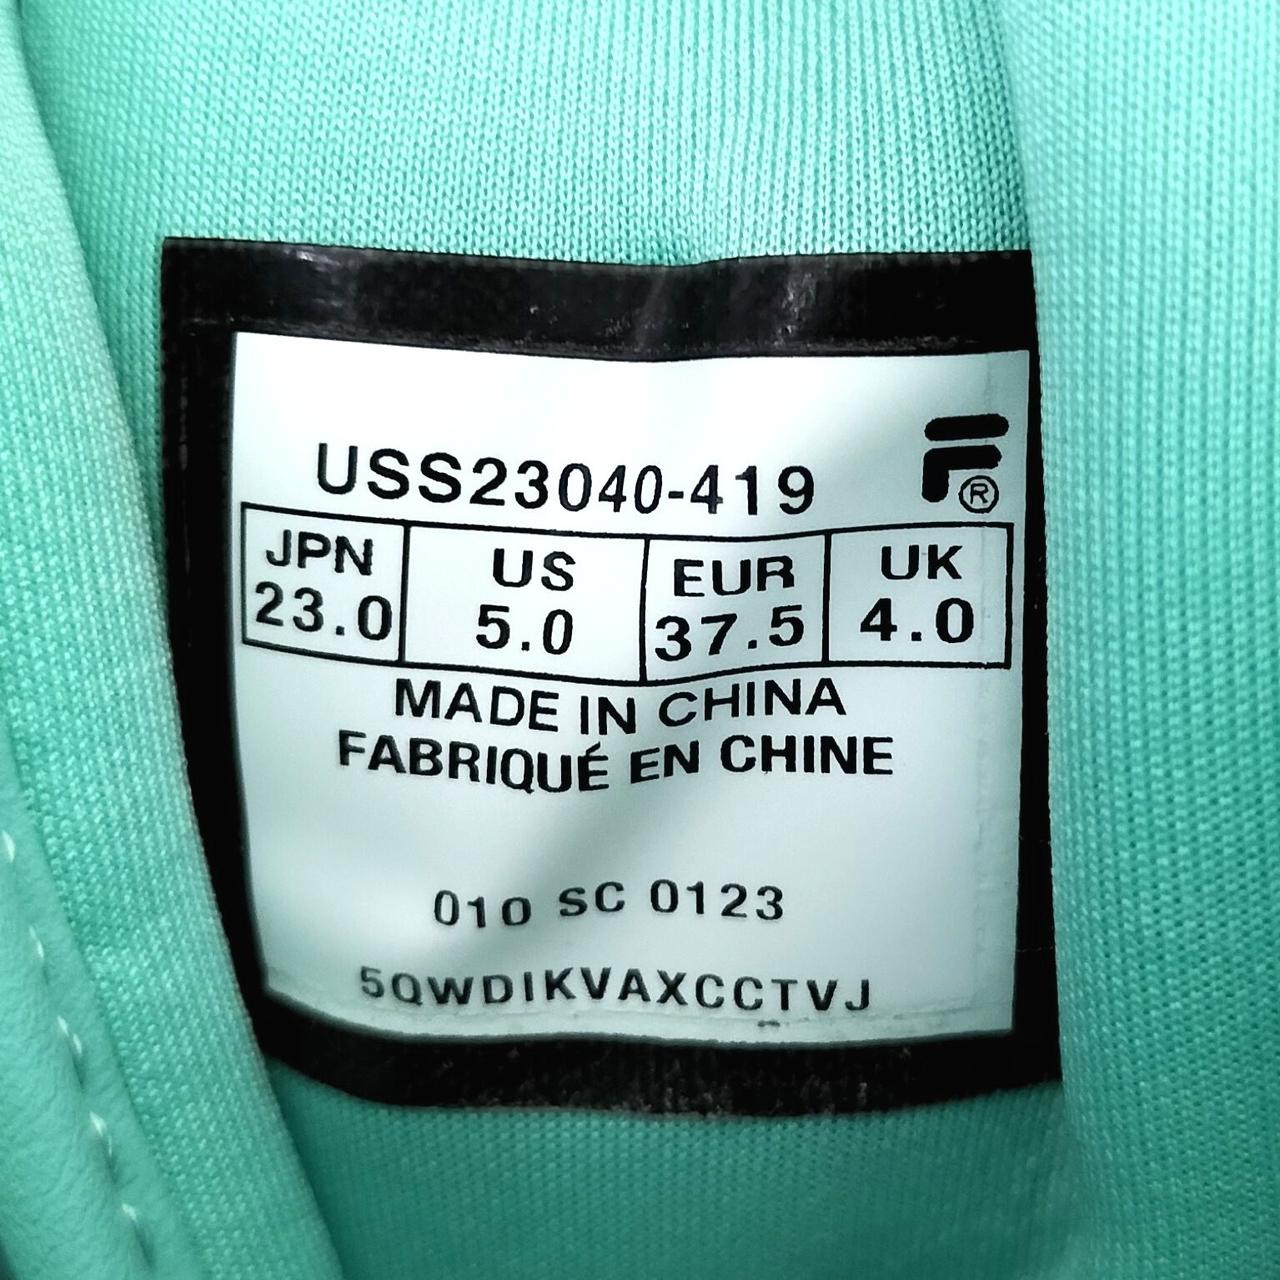 USS23040-419
F®
JPN US EUR UK
23.0 5.0 37.5 4.0
MADE IN CHINA
FABRIQUÉ EN CHINE
010 SC 0123
5QWDIKVAXCCTVJ